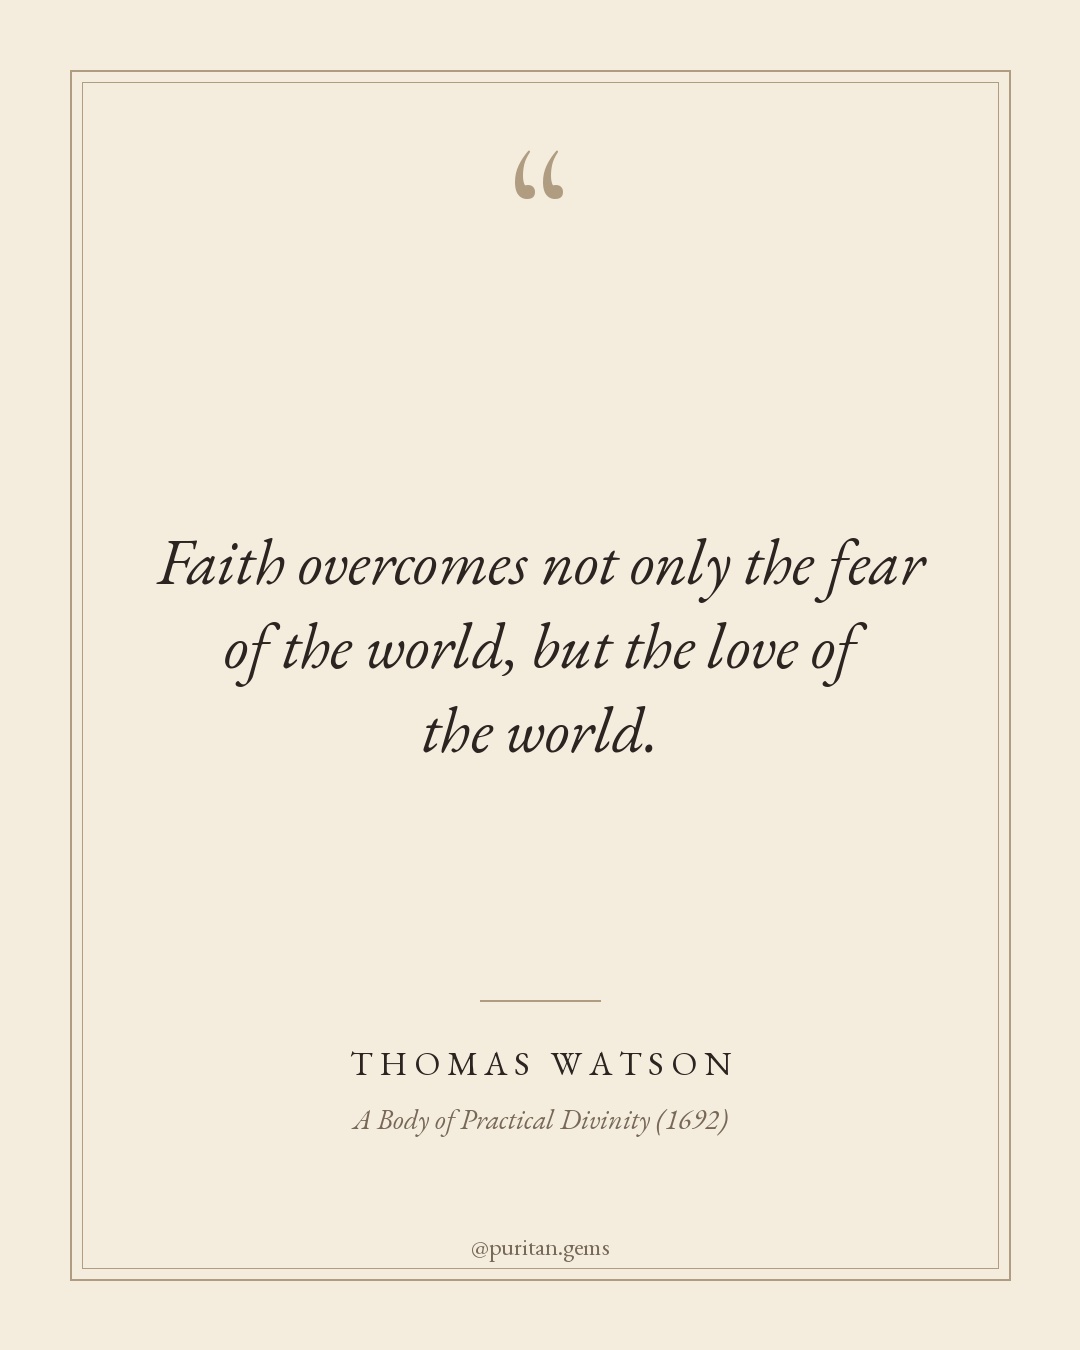 “
Faith overcomes not only the fear
of the world, but the love of
the world.
THOMAS WATSON
A Body of Practical Divinity (1692)
@puritan.gems